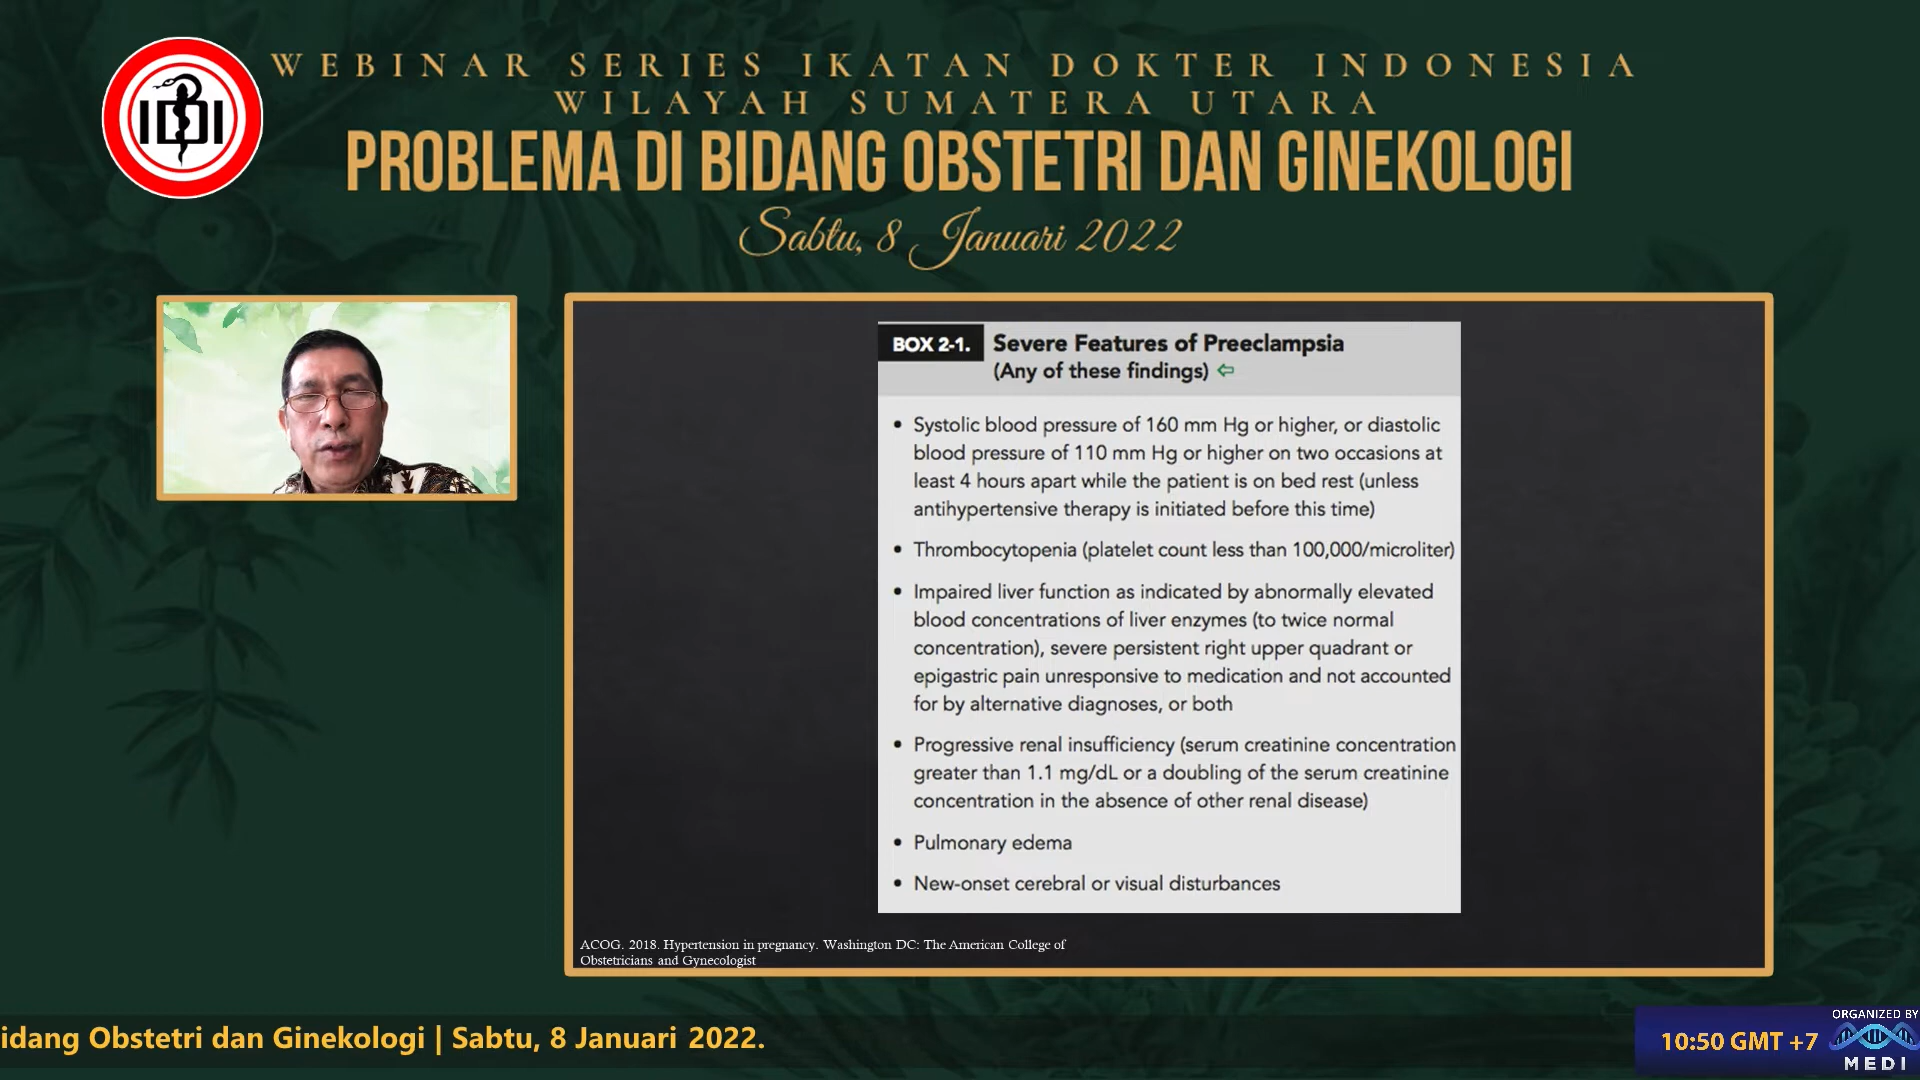 IDI
WEBINAR SERIES IKATAN DOKTER INDONESIA
WILAYAH SUMATERA UTARA
PROBLEMA DI BIDANG OBSTETRI DAN GINEKOLOGI
Sabtu, 8 Januari 2022
BOX 2-1. Severe Features of Preeclampsia
(Any of these findings) ⇦
• Systolic blood pressure of 160 mm Hg or higher, or diastolic
blood pressure of 110 mm Hg or higher on two occasions at
least 4 hours apart while the patient is on bed rest (unless
antihypertensive therapy is initiated before this time)
• Thrombocytopenia (platelet count less than 100,000/microliter)
• Impaired liver function as indicated by abnormally elevated
blood concentrations of liver enzymes (to twice normal
concentration), severe persistent right upper quadrant or
epigastric pain unresponsive to medication and not accounted
for by alternative diagnoses, or both
• Progressive renal insufficiency (serum creatinine concentration
greater than 1.1 mg/dL or a doubling of the serum creatinine
concentration in the absence of other renal disease)
• Pulmonary edema
• New-onset cerebral or visual disturbances
ACOG. 2018. Hypertension in pregnancy. Washington DC: The American College of
Obstetricians and Gynecologist
idang Obstetri dan Ginekologi | Sabtu, 8 Januari 2022.
10:50 GMT +7
ORGANIZED BY
MEDI